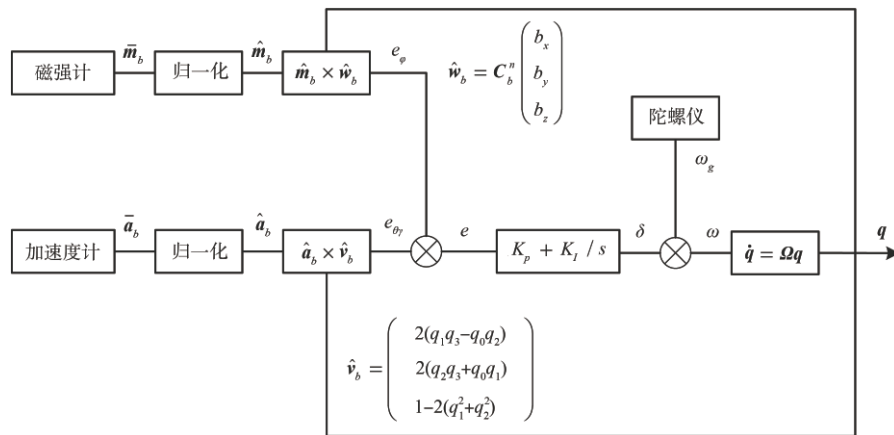 磁强计
m̄_b
归一化
m̂_b
m̂_b × ŵ_b
e_φ
ŵ_b = C_b^n ( b_x
b_y
b_z )
陀螺仪
ω_g
加速度计
ā_b
归一化
â_b
â_b × v̂_b
e_θγ
e
K_p + K_I / s
δ
ω
q̇ = Ωq
q
v̂_b = ( 2(q_1q_3−q_0q_2)
2(q_2q_3+q_0q_1)
1−2(q_1^2+q_2^2) )